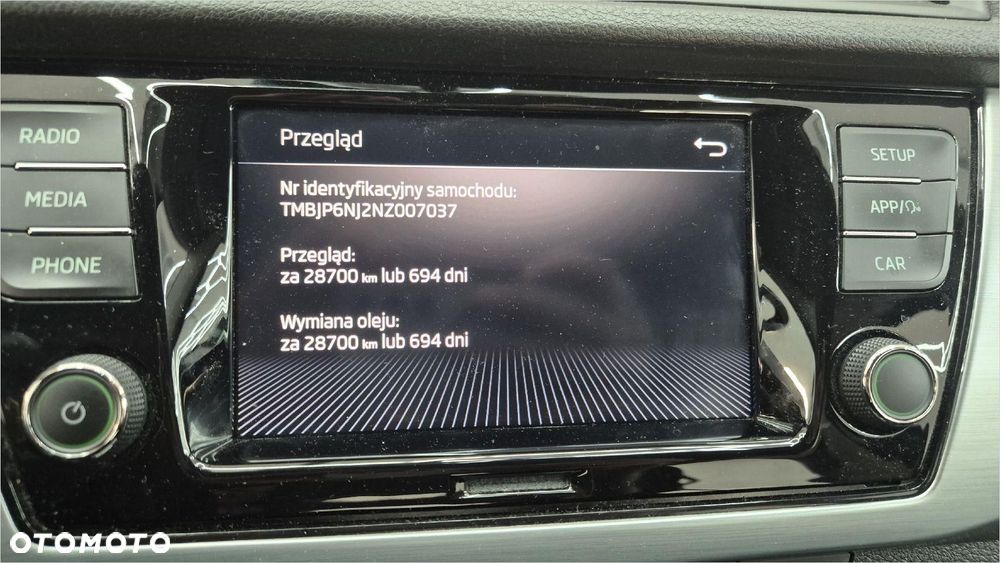 Przegląd
Nr identyfikacyjny samochodu:
TMBJP6NJ2NZ007037
Przegląd:
za 28700 km lub 694 dni
Wymiana oleju:
za 28700 km lub 694 dni
RADIO
MEDIA
PHONE
SETUP
APP/
CAR
OTOMOTO